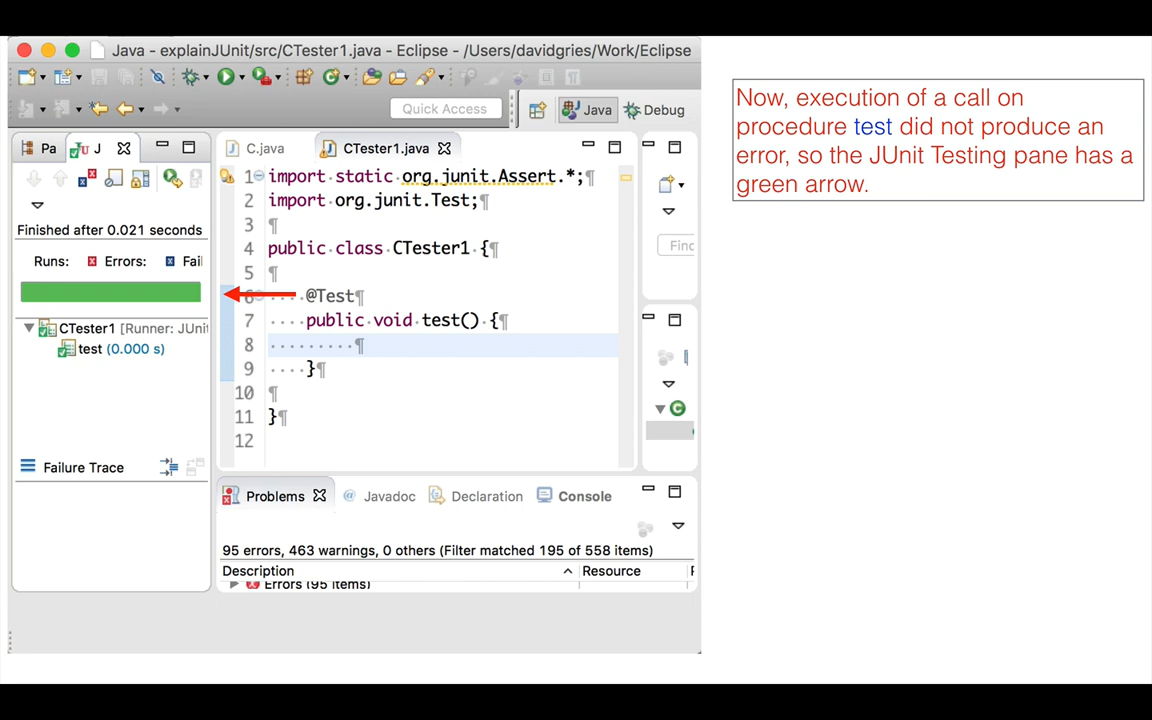 Java - explainJUnit/src/CTester1.java - Eclipse - /Users/davidgries/Work/Eclipse
Quick Access
Java
Debug
Pa
J
C.java
CTester1.java
Finished after 0.021 seconds
Runs:
Errors:
Fail
CTester1 [Runner: JUnit
test (0.000 s)
Failure Trace
1 import·static·org.junit.Assert.*;¶
2 import·org.junit.Test;¶
3 ¶
4 public·class·CTester1·{¶
5 ¶
6 ····@Test¶
7 ····public·void·test()·{¶
8 ·········¶
9 ····}¶
10 ¶
11 }¶
12
Find
Problems
Javadoc
Declaration
Console
95 errors, 463 warnings, 0 others (Filter matched 195 of 558 items)
Description
Resource
Errors (95 items)
Now, execution of a call on
procedure test did not produce an
error, so the JUnit Testing pane has a
green arrow.